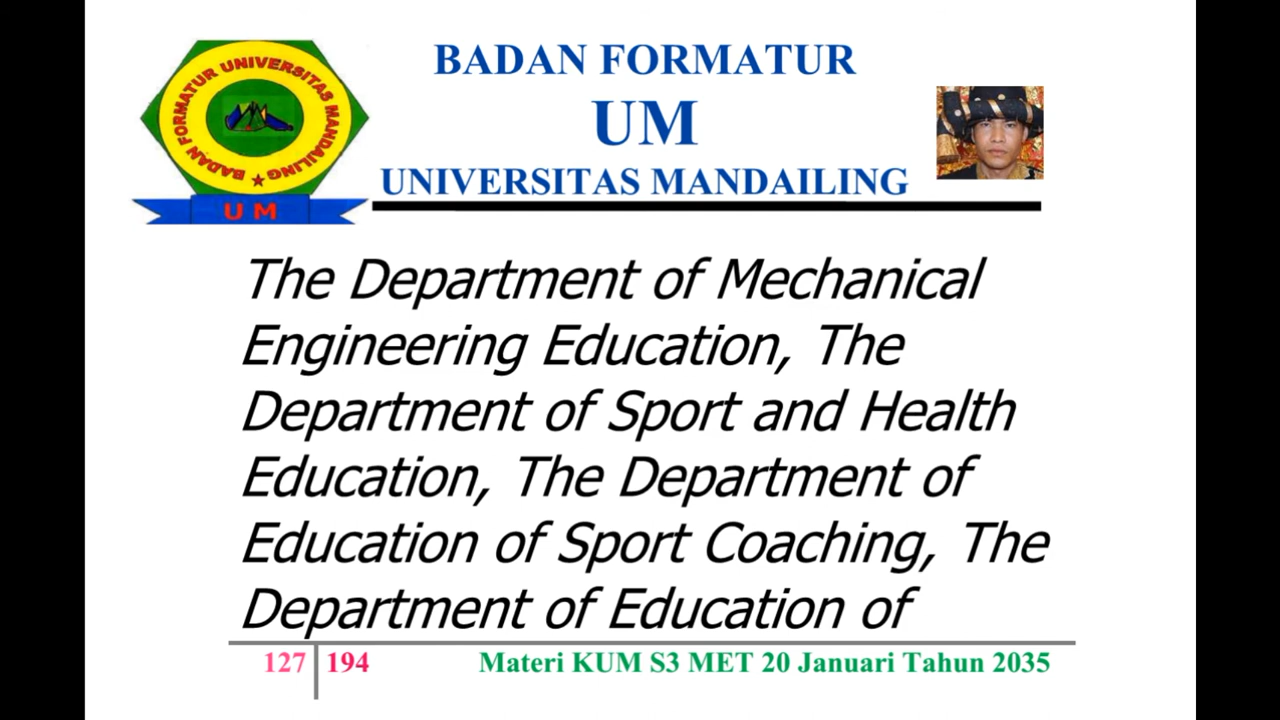 BADAN FORMATUR UNIVERSITAS MANDAILING
U M
BADAN FORMATUR
UM
UNIVERSITAS MANDAILING
The Department of Mechanical
Engineering Education, The
Department of Sport and Health
Education, The Department of
Education of Sport Coaching, The
Department of Education of
127 194 Materi KUM S3 MET 20 Januari Tahun 2035